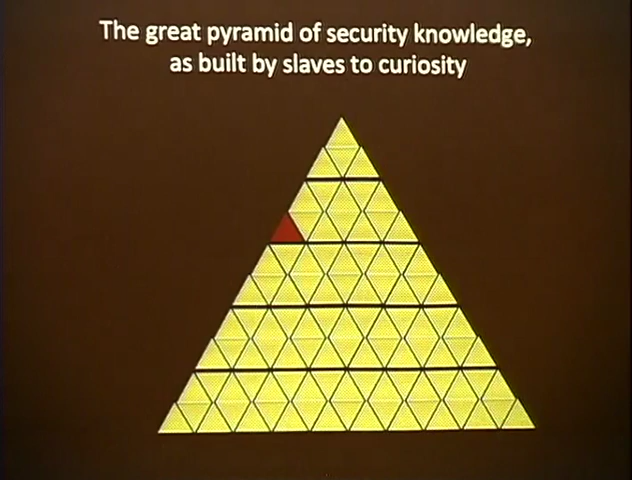 The great pyramid of security knowledge,
as built by slaves to curiosity